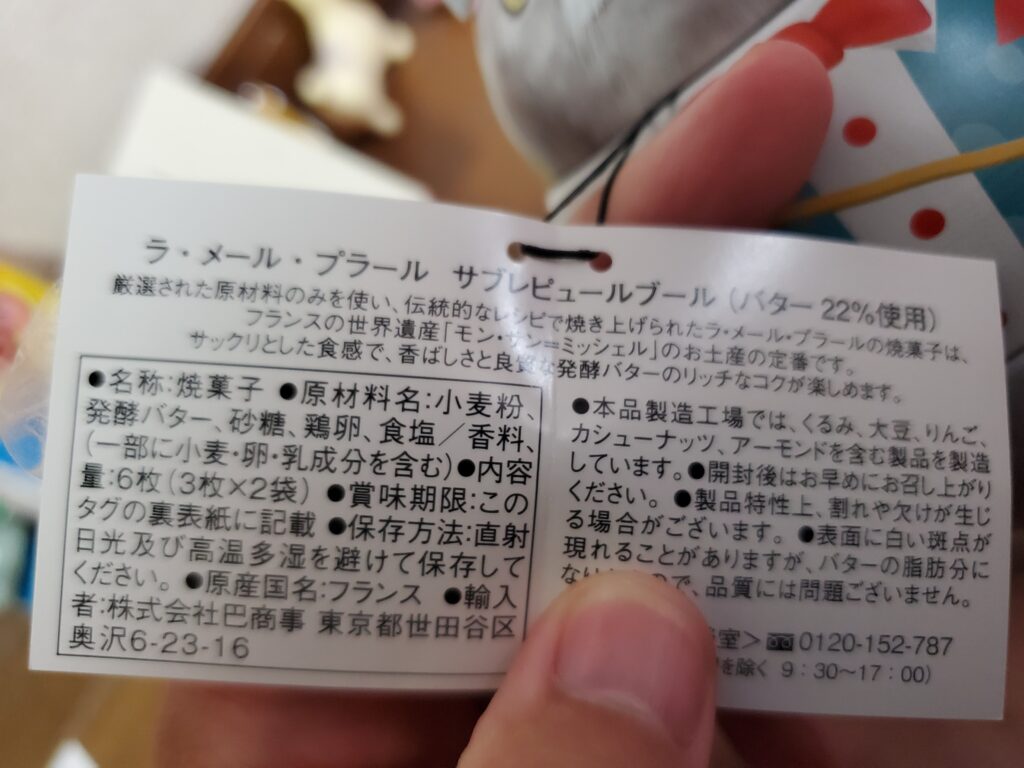 ラ・メール・プラール サブレピュールブール（バター22%使用）
厳選された原材料のみを使い、伝統的なレシピで焼き上げられたラ・メール・プラールの焼菓子は、
フランスの世界遺産「モン・サン＝ミッシェル」のお土産の定番です。
サックリとした食感で、香ばしさと良質な発酵バターのリッチなコクが楽しめます。
●名称：焼菓子 ●原材料名：小麦粉、
発酵バター、砂糖、鶏卵、食塩／香料、
（一部に小麦・卵・乳成分を含む）●内容
量：6枚（3枚×2袋） ●賞味期限：この
タグの裏表紙に記載 ●保存方法：直射
日光及び高温多湿を避けて保存して
ください。 ●原産国名：フランス ●輸入
者：株式会社巴商事 東京都世田谷区
奥沢6-23-16
●本品製造工場では、くるみ、大豆、りんご、
カシューナッツ、アーモンドを含む製品を製造
しています。●開封後はお早めにお召し上がり
ください。 ●製品特性上、割れや欠けが生じ
る場合がございます。 ●表面に白い斑点が
現れることがありますが、バターの脂肪分に
ので、品質には問題ございません。
室＞0120-152-787
を除く 9：30〜17：00）